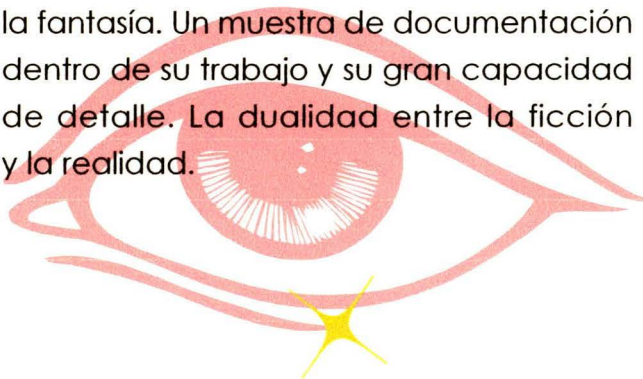 la fantasía. Un muestra de documentación
dentro de su trabajo y su gran capacidad
de detalle. La dualidad entre la ficción
y la realidad.